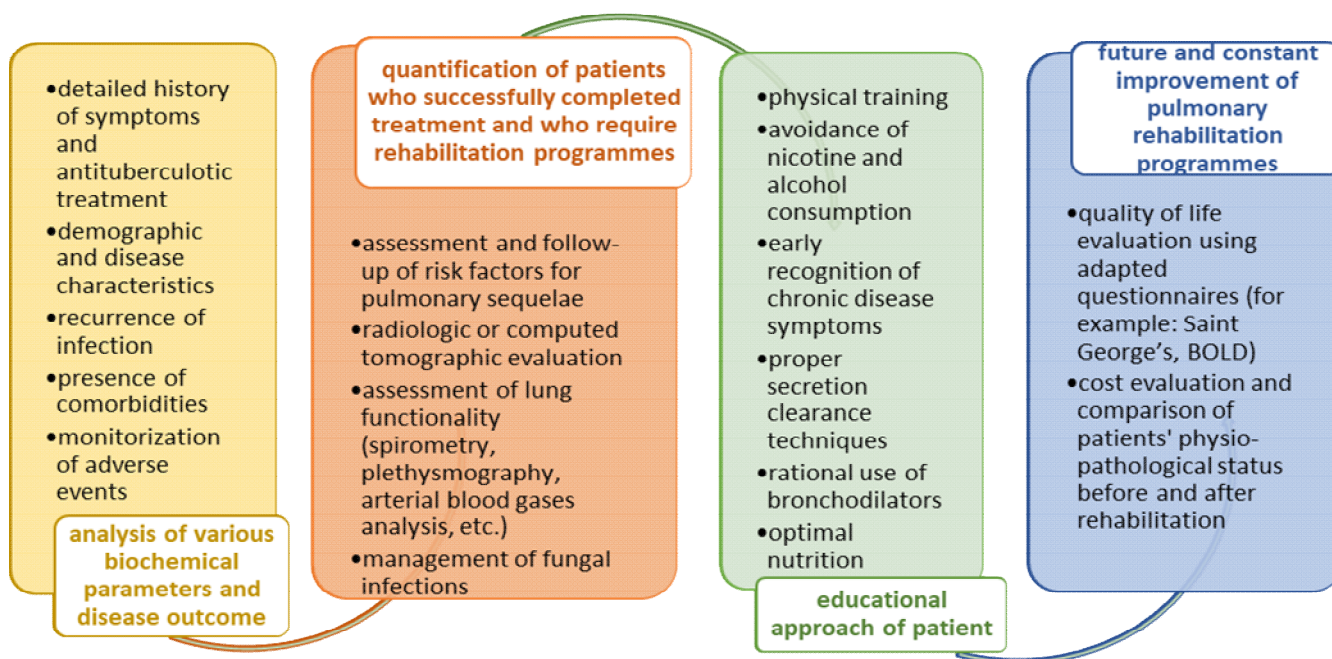 •detailed history
of symptoms
and
antituberculotic
treatment
•demographic
and disease
characteristics
•recurrence of
infection
•presence of
comorbidities
•monitorization
of adverse
events
analysis of various
biochemical
parameters and
disease outcome
quantification of patients
who successfully completed
treatment and who require
rehabilitation programmes
•assessment and follow-
up of risk factors for
pulmonary sequelae
•radiologic or computed
tomographic evaluation
•assessment of lung
functionality
(spirometry,
plethysmography,
arterial blood gases
analysis, etc.)
•management of fungal
infections
•physical training
•avoidance of
nicotine and
alcohol
consumption
•early
recognition of
chronic disease
symptoms
•proper
secretion
clearance
techniques
•rational use of
bronchodilators
•optimal
nutrition
educational
approach of patient
future and constant
improvement of
pulmonary
rehabilitation
programmes
•quality of life
evaluation using
adapted
questionnaires (for
example: Saint
George's, BOLD)
•cost evaluation and
comparison of
patients' physio-
pathological status
before and after
rehabilitation